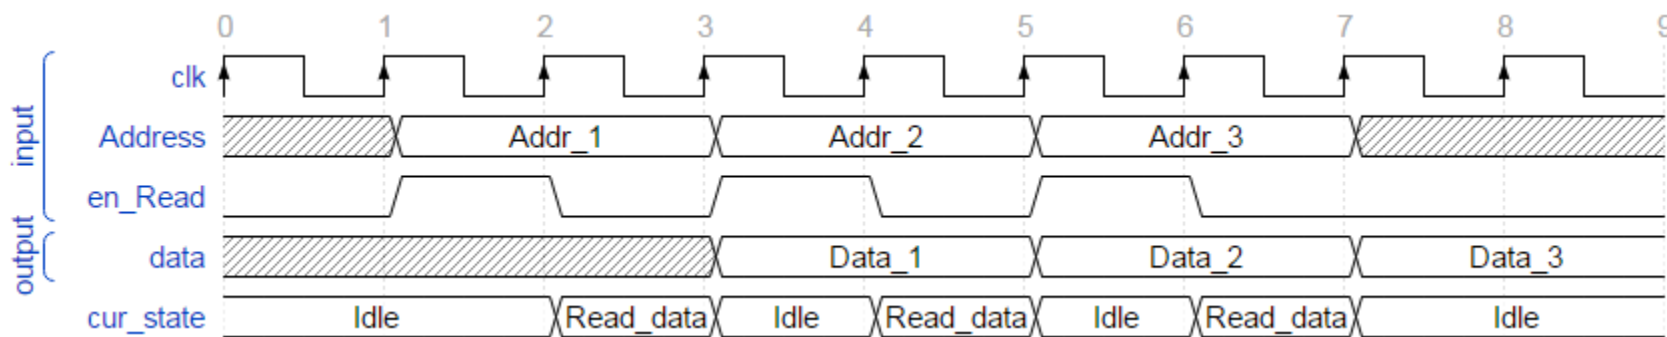 0 1 2 3 4 5 6 7 8 9
input
clk
Address Addr_1 Addr_2 Addr_3
en_Read
output
data Data_1 Data_2 Data_3
cur_state Idle Read_data Idle Read_data Idle Read_data Idle